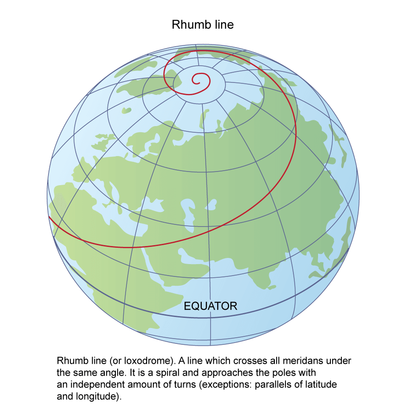 Rhumb line
EQUATOR
Rhumb line (or loxodrome). A line which crosses all meridans under
the same angle. It is a spiral and approaches the poles with
an independent amount of turns (exceptions: parallels of latitude
and longitude).